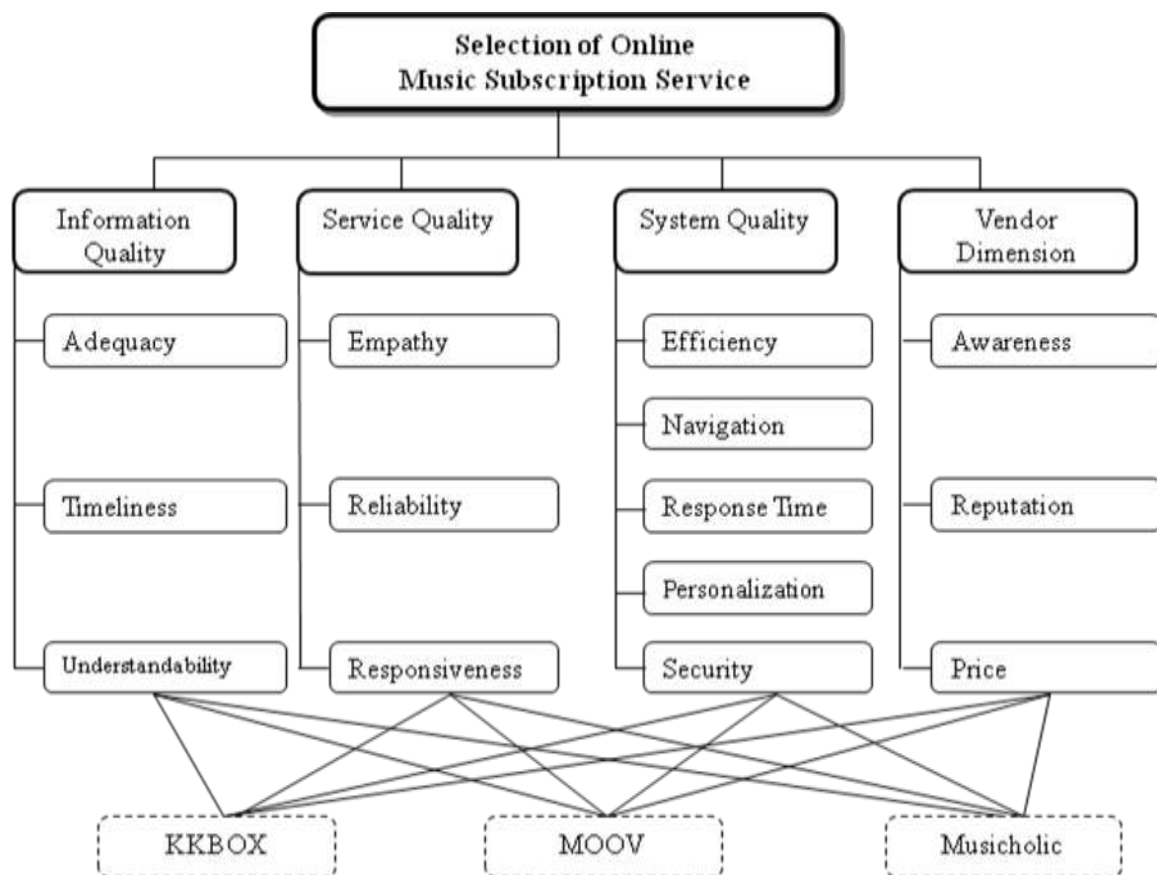 Selection of Online
Music Subscription Service
Information
Quality
Service Quality
System Quality
Vendor
Dimension
Adequacy
Empathy
Efficiency
Awareness
Navigation
Timeliness
Reliability
Response Time
Reputation
Personalization
Understandability
Responsiveness
Security
Price
KKBOX
MOOV
Musicholic